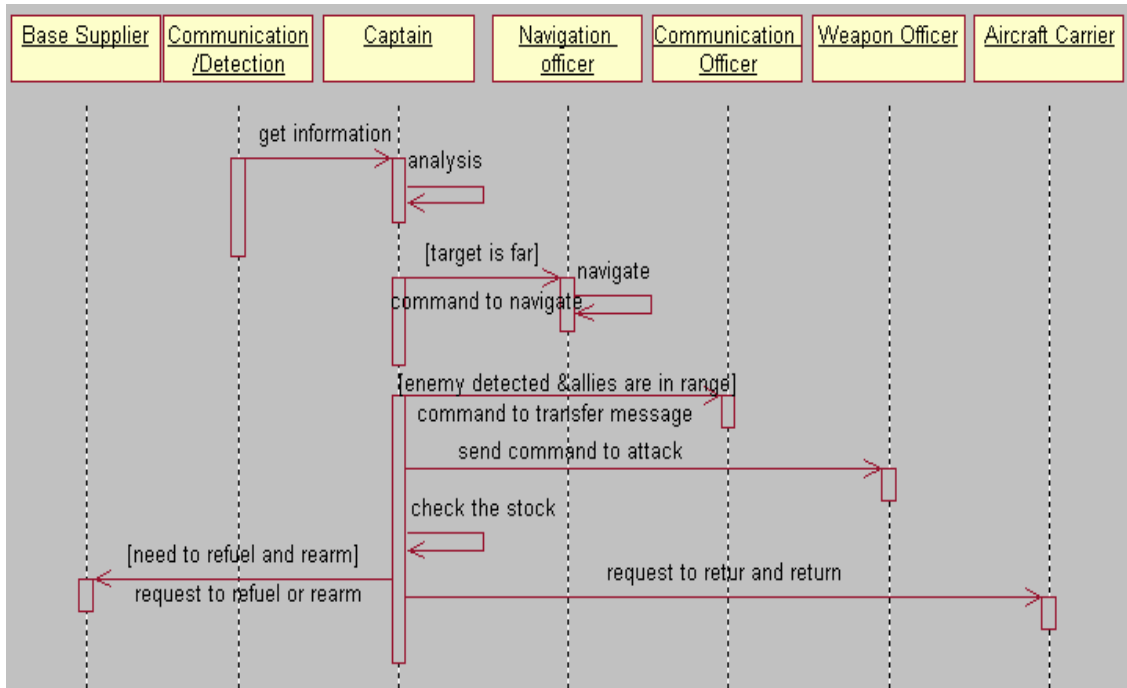 Base Supplier
Communication
/Detection
Captain
Navigation
officer
Communication
Officer
Weapon Officer
Aircraft Carrier
get information
analysis
[target is far]
navigate
command to navigate
[enemy detected &allies are in range]
command to transfer message
send command to attack
check the stock
[need to refuel and rearm]
request to retur and return
request to refuel or rearm